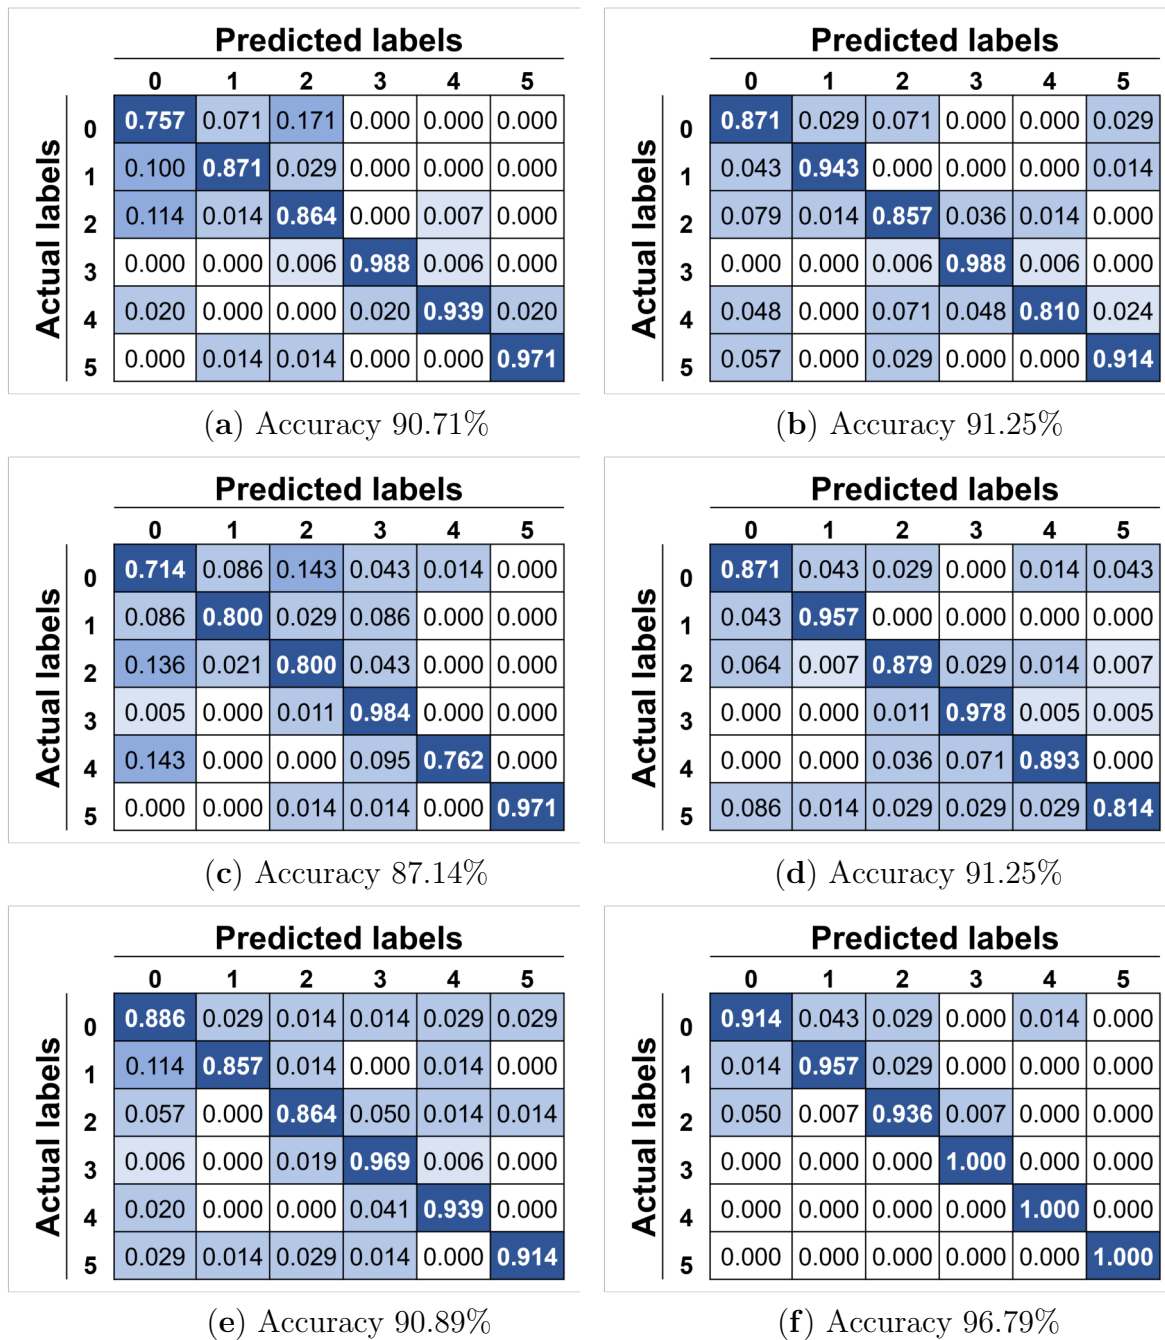 Predicted labels Predicted labels
0 1 2 3 4 5 0 1 2 3 4 5
Actual labels Actual labels
0 0.757 0.071 0.171 0.000 0.000 0.000 0 0.871 0.029 0.071 0.000 0.000 0.029
1 0.100 0.871 0.029 0.000 0.000 0.000 1 0.043 0.943 0.000 0.000 0.000 0.014
2 0.114 0.014 0.864 0.000 0.007 0.000 2 0.079 0.014 0.857 0.036 0.014 0.000
3 0.000 0.000 0.006 0.988 0.006 0.000 3 0.000 0.000 0.006 0.988 0.006 0.000
4 0.020 0.000 0.000 0.020 0.939 0.020 4 0.048 0.000 0.071 0.048 0.810 0.024
5 0.000 0.014 0.014 0.000 0.000 0.971 5 0.057 0.000 0.029 0.000 0.000 0.914
(a) Accuracy 90.71% (b) Accuracy 91.25%
Predicted labels Predicted labels
0 1 2 3 4 5 0 1 2 3 4 5
Actual labels Actual labels
0 0.714 0.086 0.143 0.043 0.014 0.000 0 0.871 0.043 0.029 0.000 0.014 0.043
1 0.086 0.800 0.029 0.086 0.000 0.000 1 0.043 0.957 0.000 0.000 0.000 0.000
2 0.136 0.021 0.800 0.043 0.000 0.000 2 0.064 0.007 0.879 0.029 0.014 0.007
3 0.005 0.000 0.011 0.984 0.000 0.000 3 0.000 0.000 0.011 0.978 0.005 0.005
4 0.143 0.000 0.000 0.095 0.762 0.000 4 0.000 0.000 0.036 0.071 0.893 0.000
5 0.000 0.000 0.014 0.014 0.000 0.971 5 0.086 0.014 0.029 0.029 0.029 0.814
(c) Accuracy 87.14% (d) Accuracy 91.25%
Predicted labels Predicted labels
0 1 2 3 4 5 0 1 2 3 4 5
Actual labels Actual labels
0 0.886 0.029 0.014 0.014 0.029 0.029 0 0.914 0.043 0.029 0.000 0.014 0.000
1 0.114 0.857 0.014 0.000 0.014 0.000 1 0.014 0.957 0.029 0.000 0.000 0.000
2 0.057 0.000 0.864 0.050 0.014 0.014 2 0.050 0.007 0.936 0.007 0.000 0.000
3 0.006 0.000 0.019 0.969 0.006 0.000 3 0.000 0.000 0.000 1.000 0.000 0.000
4 0.020 0.000 0.000 0.041 0.939 0.000 4 0.000 0.000 0.000 0.000 1.000 0.000
5 0.029 0.014 0.029 0.014 0.000 0.914 5 0.000 0.000 0.000 0.000 0.000 1.000
(e) Accuracy 90.89% (f) Accuracy 96.79%